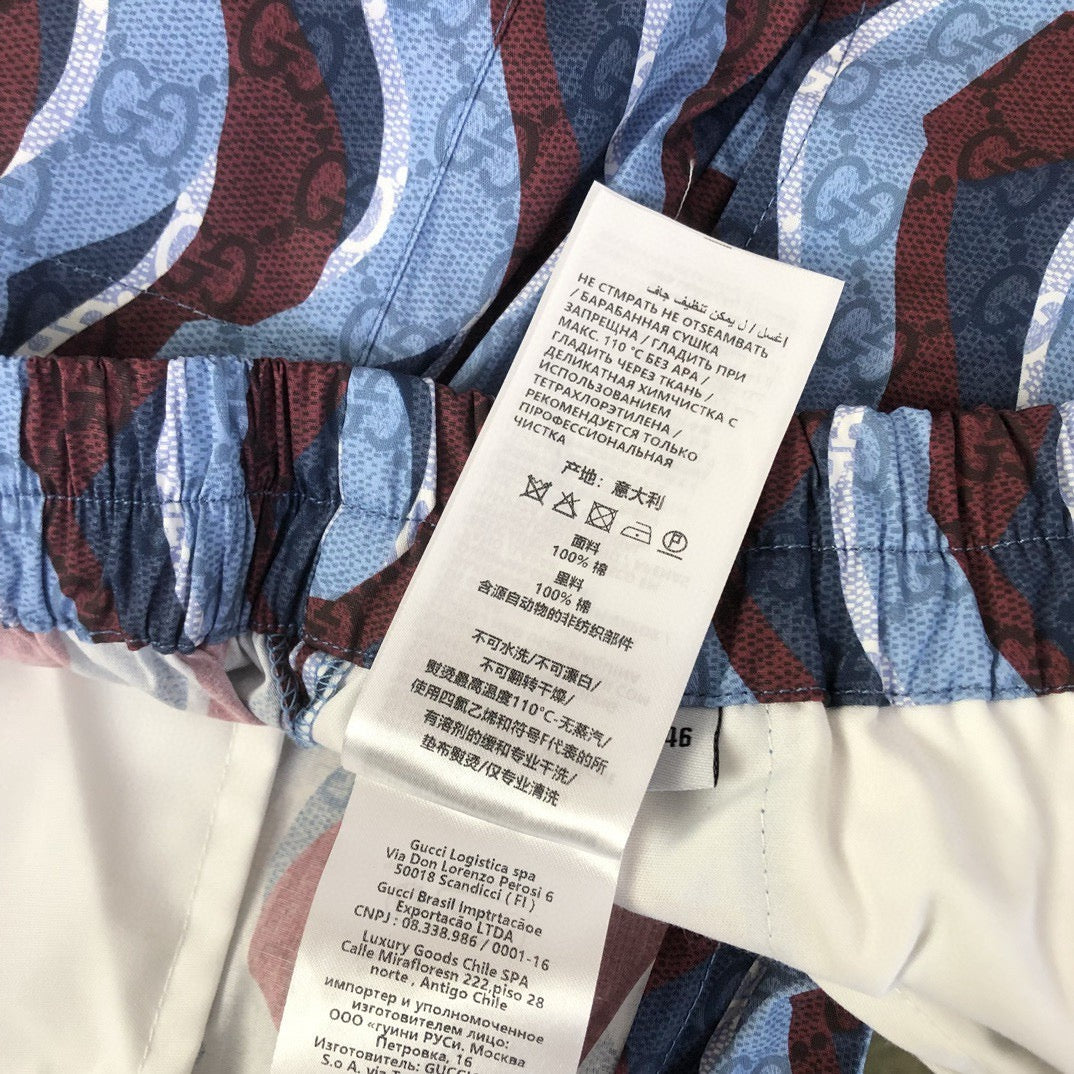 اغسل / ل يمكن تنظيف جاف
НЕ СТМРАТЬ НЕ OTSEAMBATЬ
/ БАРАБАННАЯ СУШКА
ЗАПРЕЩНА / ГЛАДИТЬ ПРИ
МАКС. 110 °C БЕЗ АРА /
ГЛАДИТЬ ЧЕРЕЗ ТКАНЬ /
ДЕЛИКАТНАЯ ХИМЧИСТКА С
ИСПОЛЬЗОВАНИЕМ
ТЕТРАХЛОРЭТИЛЕНА /
РЕКОМЕНДУЕТСЯ ТОЛЬКО
ПІРОФЕССИОНАЛЬНАЯ
ЧИСТКА
产地：意大利
P
面料
100% 棉
里料
100% 棉
含源自动物的非纺织部件
不可水洗/不可漂白/
不可翻转干燥/
熨烫最高温度110°C-无蒸汽/
使用四氯乙烯和符号F代表的所
有溶剂的缓和专业干洗/
垫布熨烫/仅专业清洗
46
Gucci Logistica spa
Via Don Lorenzo Perosi 6
50018 Scandicci ( FI )
Gucci Brasil Imptrtacãoe
Exportacão LTDA
CNPJ : 08.338.986 / 0001-16
Luxury Goods Chile SPA
Calle Mirafloresn 222,piso 28
norte , Antigo Chile
импортер и уполномоченное
изготовителем лицо:
ООО «гуини РУСи, Москва
Петровка, 16
Изготовитель: GUCCI
S.o A. via